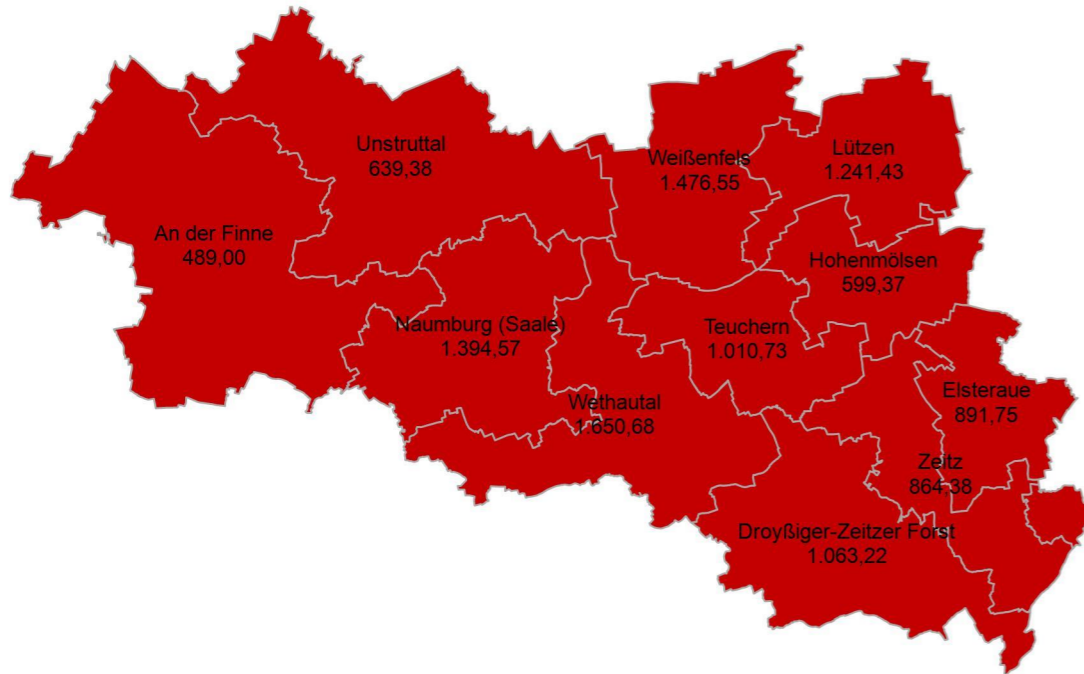 Unstruttal
639,38
Weißenfels
1.476,55
Lützen
1.241,43
An der Finne
489,00
Hohenmölsen
599,37
Naumburg (Saale)
1.394,57
Teuchern
1.010,73
Wethautal
1.650,68
Elsteraue
891,75
Zeitz
864,38
Droyßiger-Zeitzer Forst
1.063,22